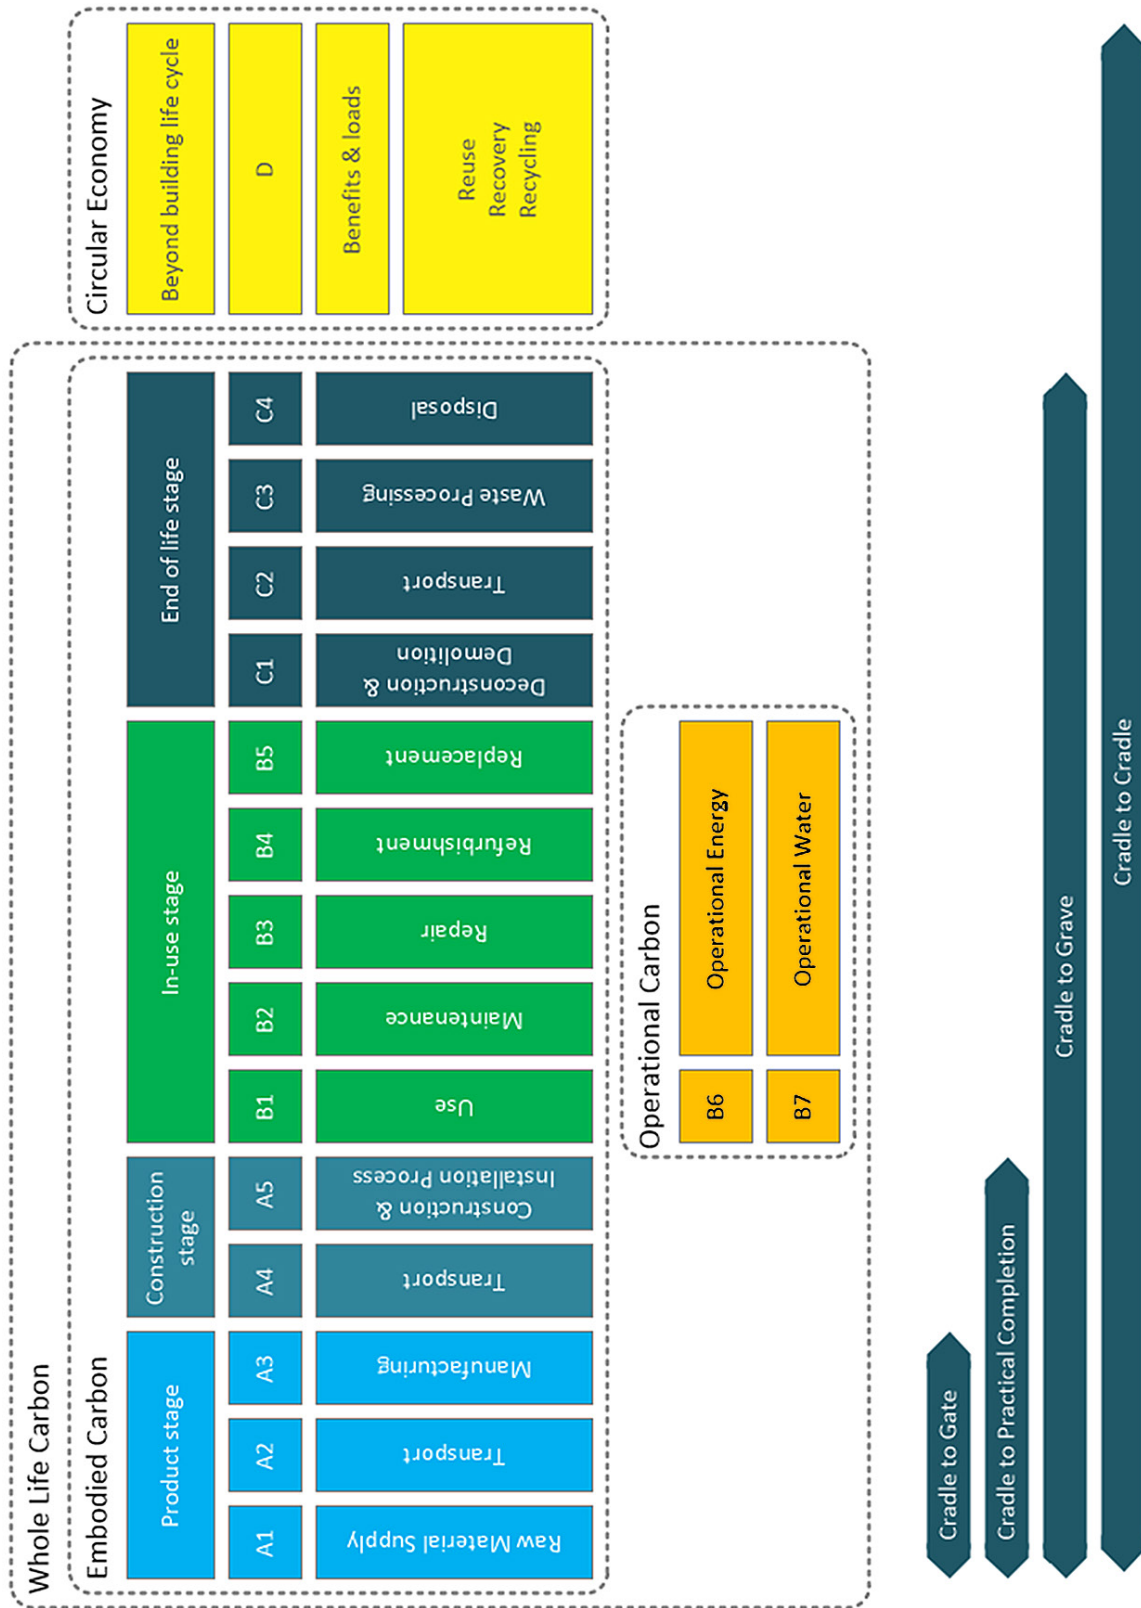 Whole Life Carbon
Embodied Carbon
Circular Economy
Product stage
Construction
stage
In-use stage
End of life stage
Beyond building life cycle
A1
A2
A3
A4
A5
B1
B2
B3
B4
B5
C1
C2
C3
C4
D
Raw Material Supply
Transport
Manufacturing
Transport
Construction &
Installation Process
Use
Maintenance
Repair
Refurbishment
Replacement
Deconstruction &
Demolition
Transport
Waste Processing
Disposal
Benefits & loads
Reuse
Recovery
Recycling
Operational Carbon
B6
Operational Energy
B7
Operational Water
Cradle to Gate
Cradle to Practical Completion
Cradle to Grave
Cradle to Cradle